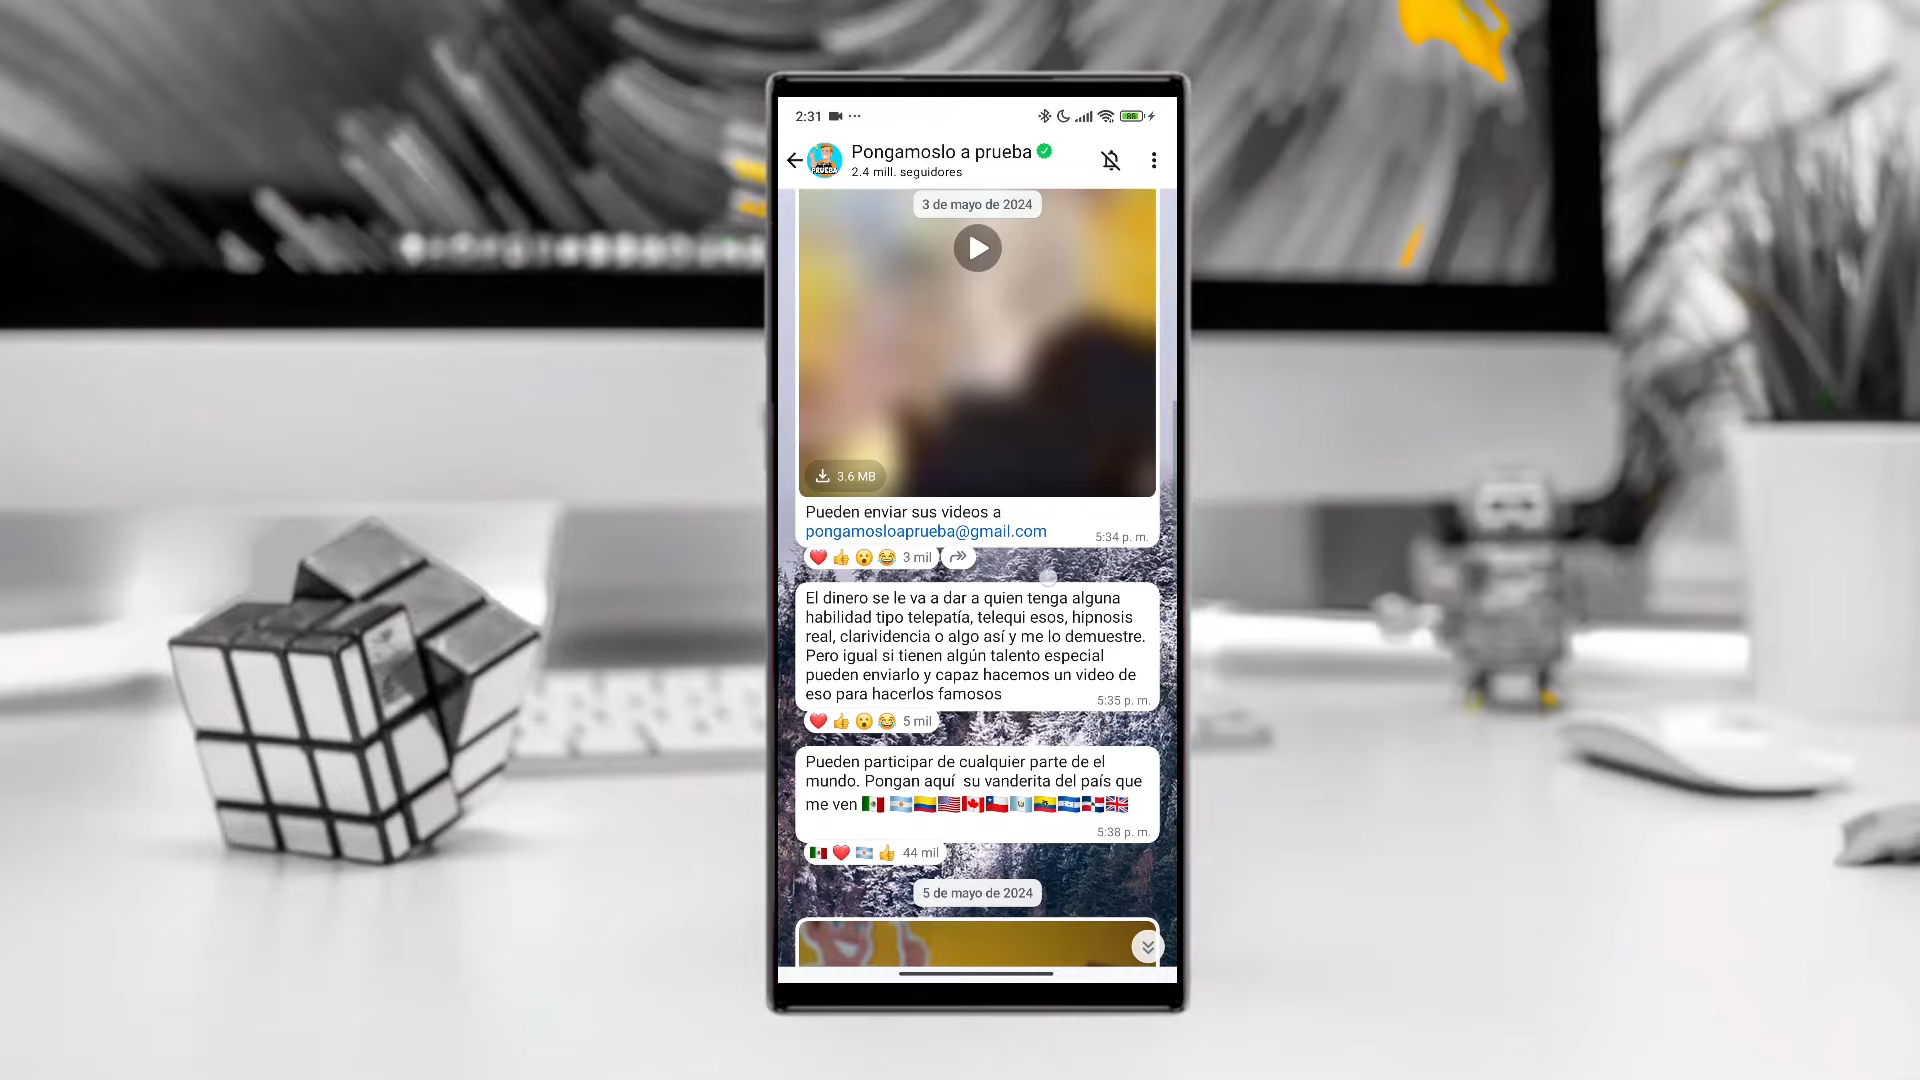 2:31
88
Pongamoslo a prueba
2.4 mill. seguidores
PRUEBA
3 de mayo de 2024
3.6 MB
Pueden enviar sus videos a
pongamosloaprueba@gmail.com
5:34 p. m.
3 mil
El dinero se le va a dar a quien tenga alguna
habilidad tipo telepatía, telequi esos, hipnosis
real, clarividencia o algo así y me lo demuestre.
Pero igual si tienen algún talento especial
pueden enviarlo y capaz hacemos un video de
eso para hacerlos famosos
5:35 p. m.
5 mil
Pueden participar de cualquier parte de el
mundo. Pongan aquí  su vanderita del país que
me ven 🇲🇽 🇦🇷🇨🇴🇺🇸🇨🇦🇨🇱🇬🇹🇪🇨🇭🇳🇩🇴🇬🇧
5:38 p. m.
44 mil
5 de mayo de 2024